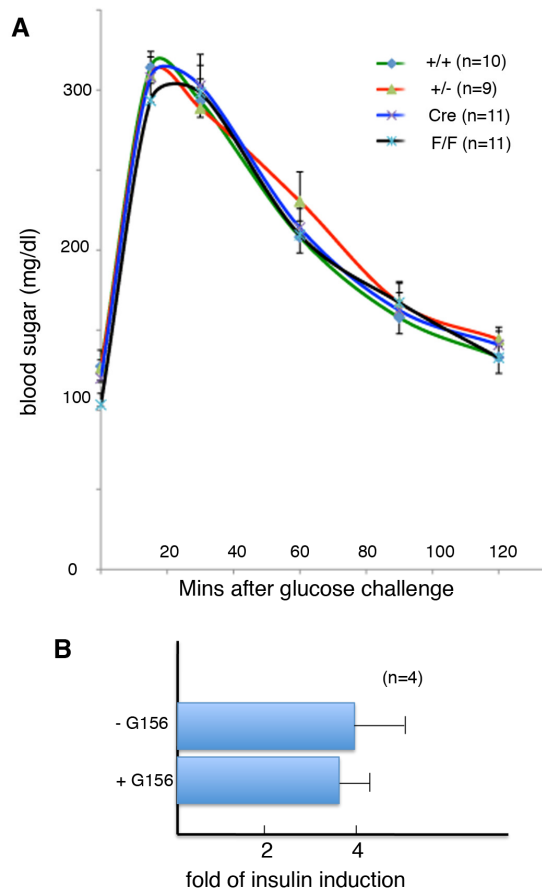 A
+/+ (n=10)
+/- (n=9)
Cre (n=11)
F/F (n=11)
300
200
100
0
blood sugar (mg/dl)
20 40 60 80 100 120
Mins after glucose challenge
B
(n=4)
- G156
+ G156
2 4
fold of insulin induction